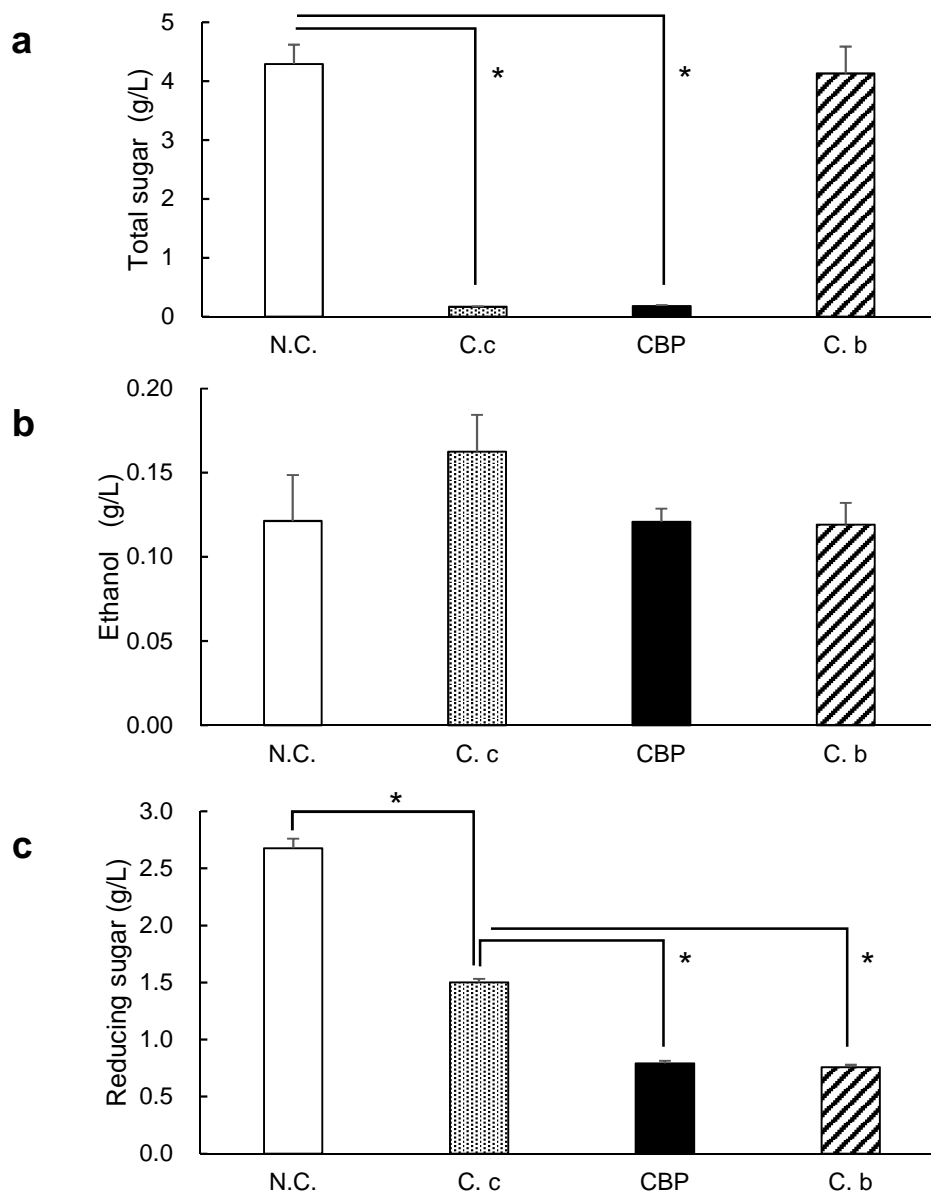 a
Total sugar (g/L)
5
4
3
2
1
0
*
*
N.C.
C.c
CBP
C. b
b
Ethanol (g/L)
0.20
0.15
0.10
0.05
0.00
N.C.
C. c
CBP
C. b
c
Reducing sugar (g/L)
3.0
2.5
2.0
1.5
1.0
0.5
0.0
*
*
*
N.C.
C. c
CBP
C. b